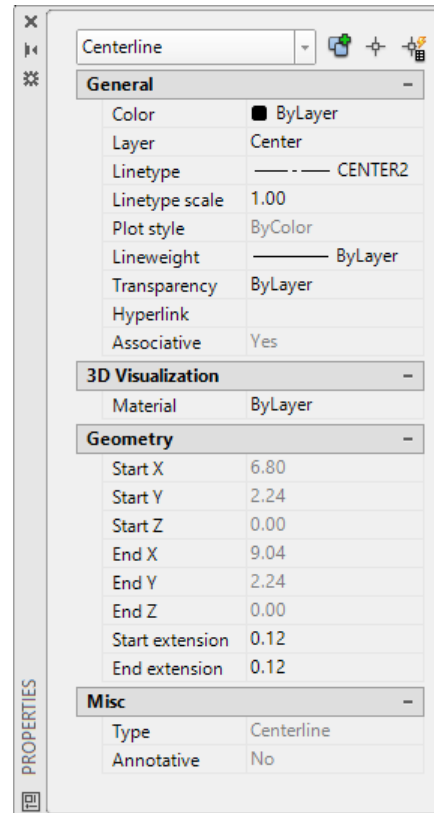 Centerline
General
Color ByLayer
Layer Center
Linetype CENTER2
Linetype scale 1.00
Plot style ByColor
Lineweight ByLayer
Transparency ByLayer
Hyperlink
Associative Yes
3D Visualization
Material ByLayer
Geometry
Start X 6.80
Start Y 2.24
Start Z 0.00
End X 9.04
End Y 2.24
End Z 0.00
Start extension 0.12
End extension 0.12
Misc
Type Centerline
Annotative No
PROPERTIES